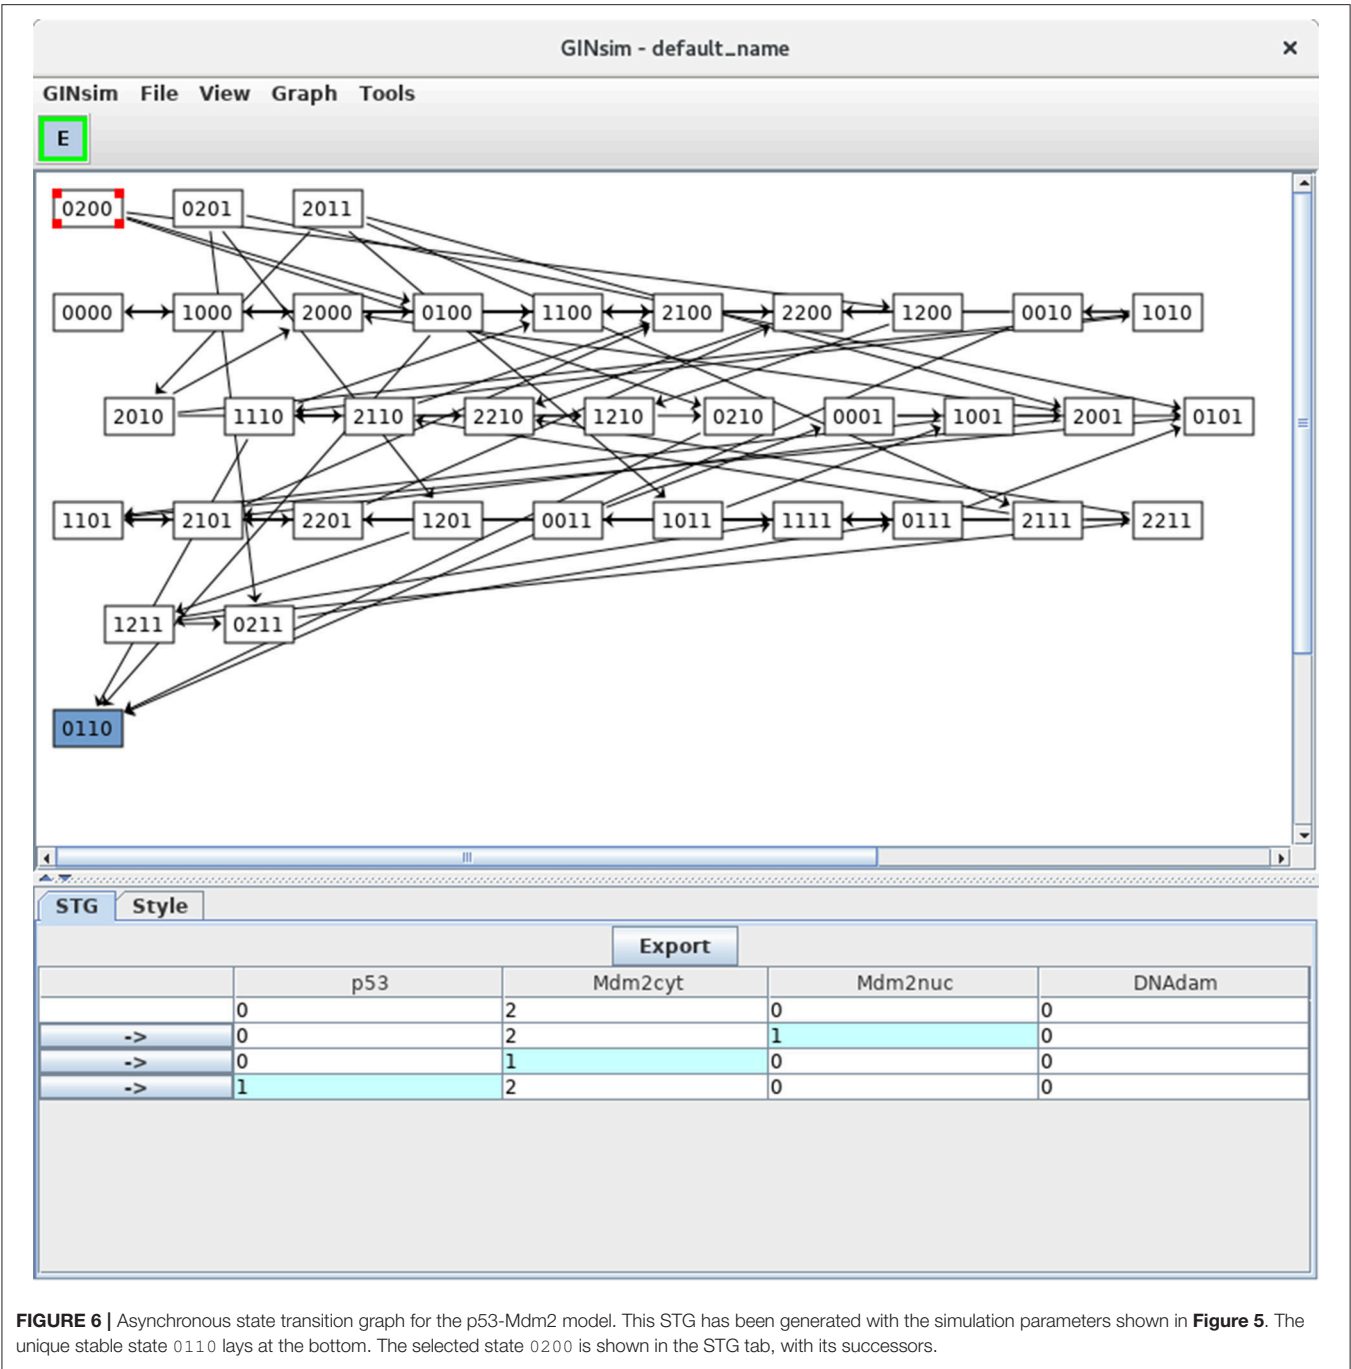 GINsim - default_name ×
GINsim File View Graph Tools
E
0200 0201 2011
0000 1000 2000 0100 1100 2100 2200 1200 0010 1010
2010 1110 2110 2210 1210 0210 0001 1001 2001 0101
1101 2101 2201 1201 0011 1011 1111 0111 2111 2211
1211 0211
0110
STG Style
Export
p53 Mdm2cyt Mdm2nuc DNAdam
0 2 0 0
-> 0 2 1 0
-> 0 1 0 0
-> 1 2 0 0
FIGURE 6 | Asynchronous state transition graph for the p53-Mdm2 model. This STG has been generated with the simulation parameters shown in Figure 5. The
unique stable state 0110 lays at the bottom. The selected state 0200 is shown in the STG tab, with its successors.